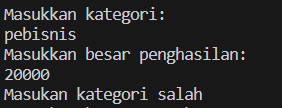 Masukkan kategori:
pebisnis
Masukkan besar penghasilan:
20000
Masukan kategori salah